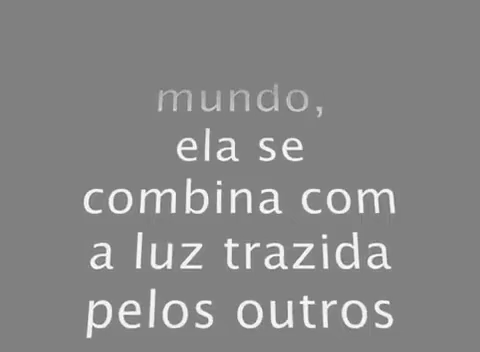 mundo,
ela se
combina com
a luz trazida
pelos outros